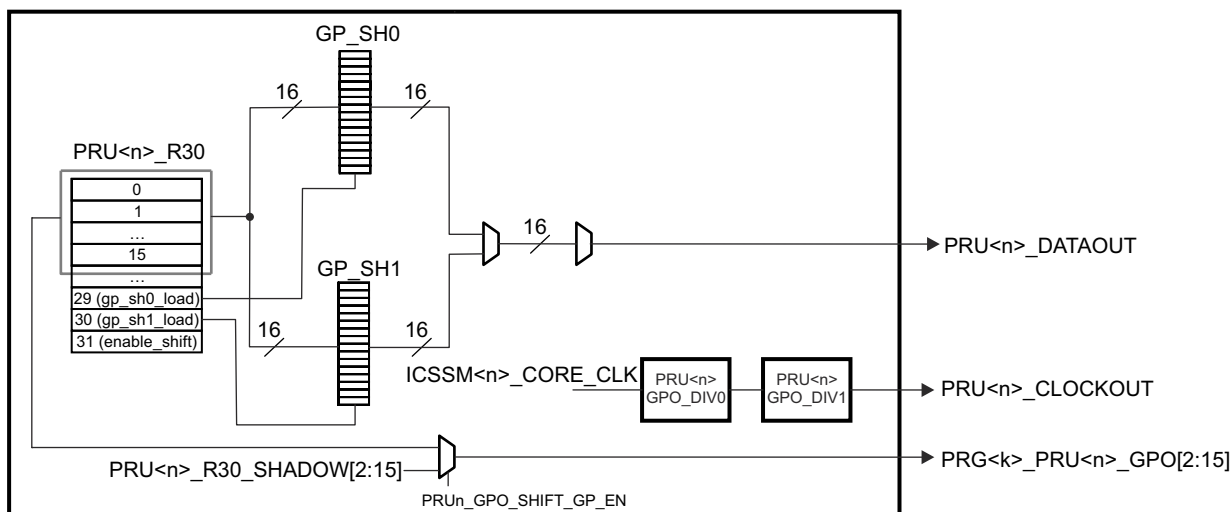 GP_SH0
16
16
PRU<n>_R30
0
1
...
15
...
29 (gp_sh0_load)
30 (gp_sh1_load)
31 (enable_shift)
GP_SH1
16
16
16
PRU<n>_DATAOUT
ICSSM<n>_CORE_CLK
PRU<n>
GPO_DIV0
PRU<n>
GPO_DIV1
PRU<n>_CLOCKOUT
PRU<n>_R30_SHADOW[2:15]
PRUn_GPO_SHIFT_GP_EN
PRG<k>_PRU<n>_GPO[2:15]